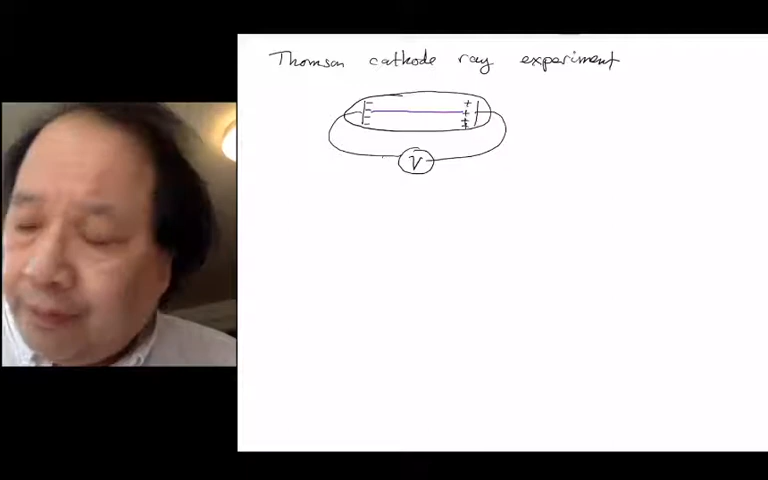 Thomson cathode ray experiment
- +
- +
- +
- +
V